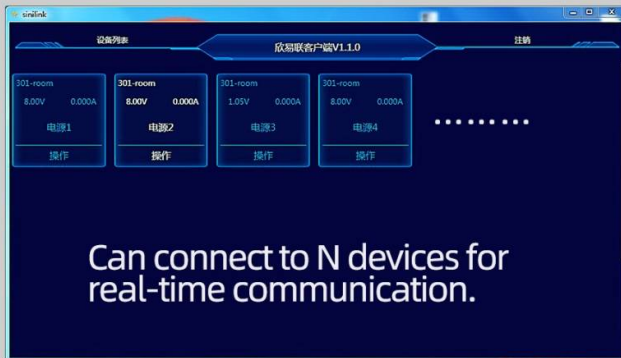 sinilink
设备列表
欣易联客户端V1.1.0
注销
301-room
8.00V 0.000A
电源1
操作
301-room
8.00V 0.000A
电源2
操作
301-room
1.05V 0.000A
电源3
操作
301-room
8.00V 0.000A
电源4
操作
Can connect to N devices for
real-time communication.